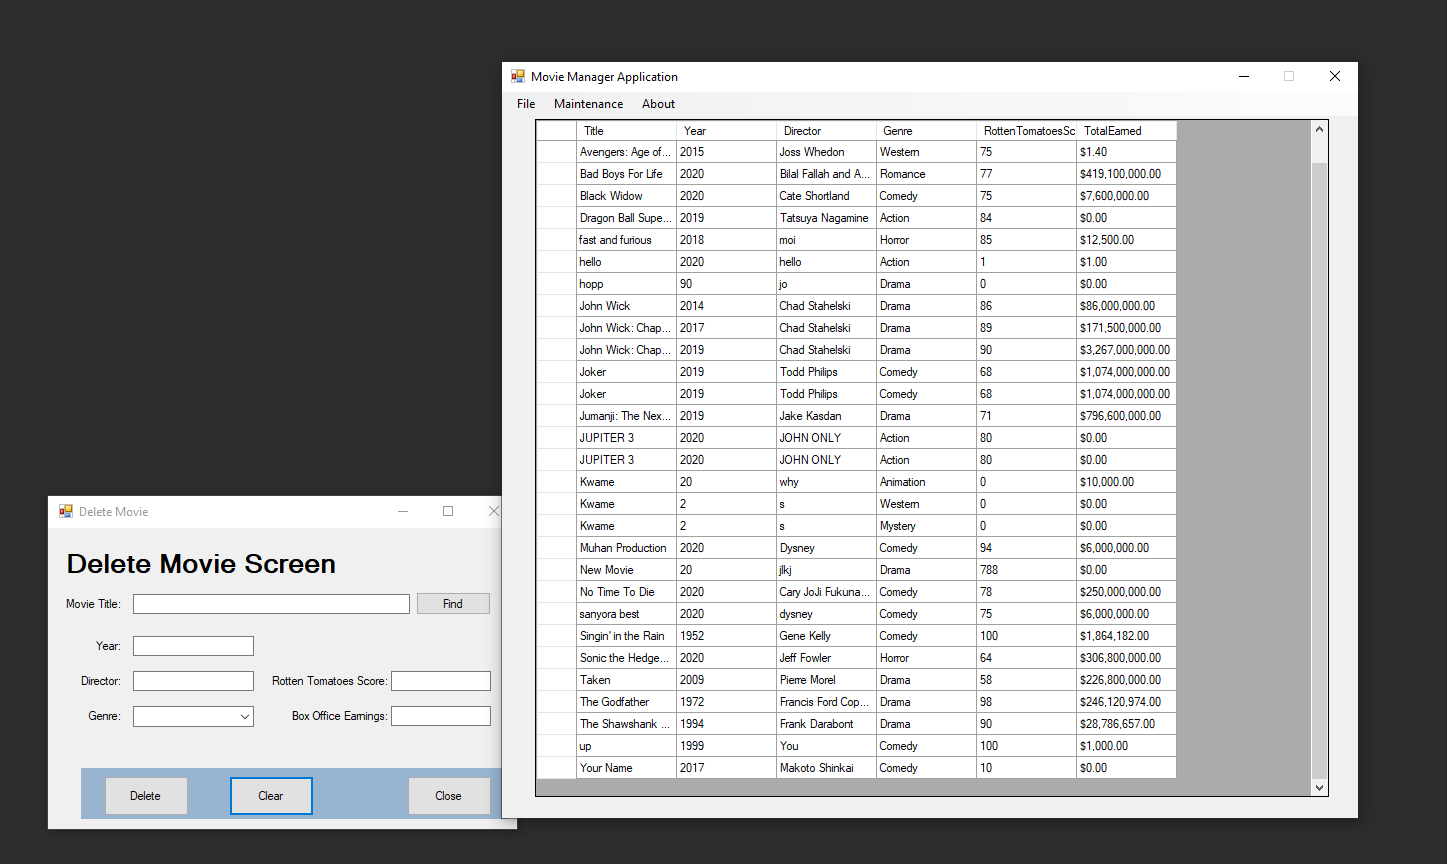 Movie Manager Application
File Maintenance About
Title Year Director Genre RottenTomatoesSc TotalEarned
Avengers: Age of... 2015 Joss Whedon Western 75 $1.40
Bad Boys For Life 2020 Bilal Fallah and A... Romance 77 $419,100,000.00
Black Widow 2020 Cate Shortland Comedy 75 $7,600,000.00
Dragon Ball Supe... 2019 Tatsuya Nagamine Action 84 $0.00
fast and furious 2018 moi Horror 85 $12,500.00
hello 2020 hello Action 1 $1.00
hopp 90 jo Drama 0 $0.00
John Wick 2014 Chad Stahelski Drama 86 $86,000,000.00
John Wick: Chap... 2017 Chad Stahelski Drama 89 $171,500,000.00
John Wick: Chap... 2019 Chad Stahelski Drama 90 $3,267,000,000.00
Joker 2019 Todd Philips Comedy 68 $1,074,000,000.00
Joker 2019 Todd Philips Comedy 68 $1,074,000,000.00
Jumanji: The Nex... 2019 Jake Kasdan Drama 71 $796,600,000.00
JUPITER 3 2020 JOHN ONLY Action 80 $0.00
JUPITER 3 2020 JOHN ONLY Action 80 $0.00
Kwame 20 why Animation 0 $10,000.00
Kwame 2 s Western 0 $0.00
Kwame 2 s Mystery 0 $0.00
Muhan Production 2020 Dysney Comedy 94 $6,000,000.00
New Movie 20 jlkj Drama 788 $0.00
No Time To Die 2020 Cary JoJi Fukuna... Comedy 78 $250,000,000.00
sanyora best 2020 dysney Comedy 75 $6,000,000.00
Singin' in the Rain 1952 Gene Kelly Comedy 100 $1,864,182.00
Sonic the Hedge... 2020 Jeff Fowler Horror 64 $306,800,000.00
Taken 2009 Pierre Morel Drama 58 $226,800,000.00
The Godfather 1972 Francis Ford Cop... Drama 98 $246,120,974.00
The Shawshank ... 1994 Frank Darabont Drama 90 $28,786,657.00
up 1999 You Comedy 100 $1,000.00
Your Name 2017 Makoto Shinkai Comedy 10 $0.00
Delete Movie
Delete Movie Screen
Movie Title: Find
Year:
Director: Rotten Tomatoes Score:
Genre: Box Office Earnings:
Delete Clear Close